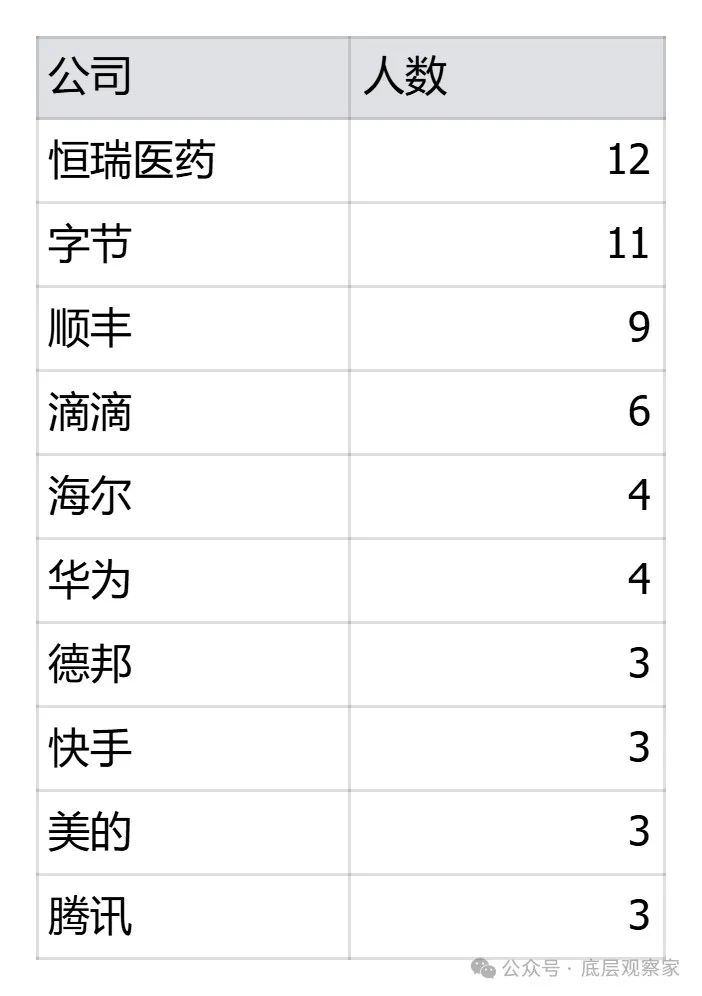 公司 人数
恒瑞医药 12
字节 11
顺丰 9
滴滴 6
海尔 4
华为 4
德邦 3
快手 3
美的 3
腾讯 3
公众号·底层观察家